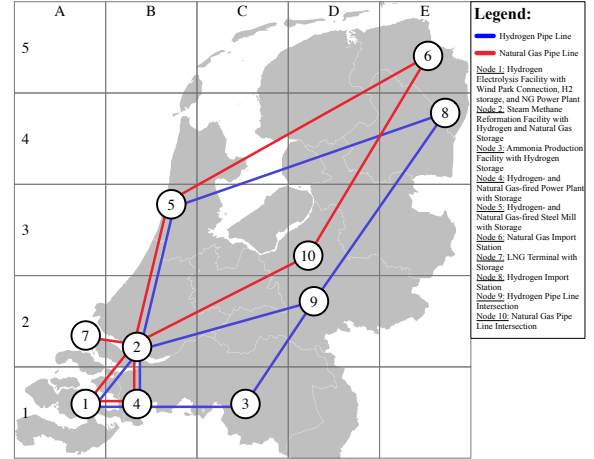 A B C D E
Legend:
Hydrogen Pipe Line
Natural Gas Pipe Line
Node 1: Hydrogen
Electrolysis Facility with
Wind Park Connection, H2
storage, and NG Power Plant
Node 2: Steam Methane
Reformation Facility with
Hydrogen and Natural Gas
Storage
Node 3: Ammonia Production
Facility with Hydrogen
Storage
Node 4: Hydrogen- and
Natural Gas-fired Power Plant
with Storage
Node 5: Hydrogen- and
Natural Gas-fired Steel Mill
with Storage
Node 6: Natural Gas Import
Station
Node 7: LNG Terminal with
Storage
Node 8: Hydrogen Import
Station
Node 9: Hydrogen Pipe Line
Intersection
Node 10: Natural Gas Pipe
Line Intersection
5
6
8
4
5
3
10
9
2
7
2
1
1
4
3